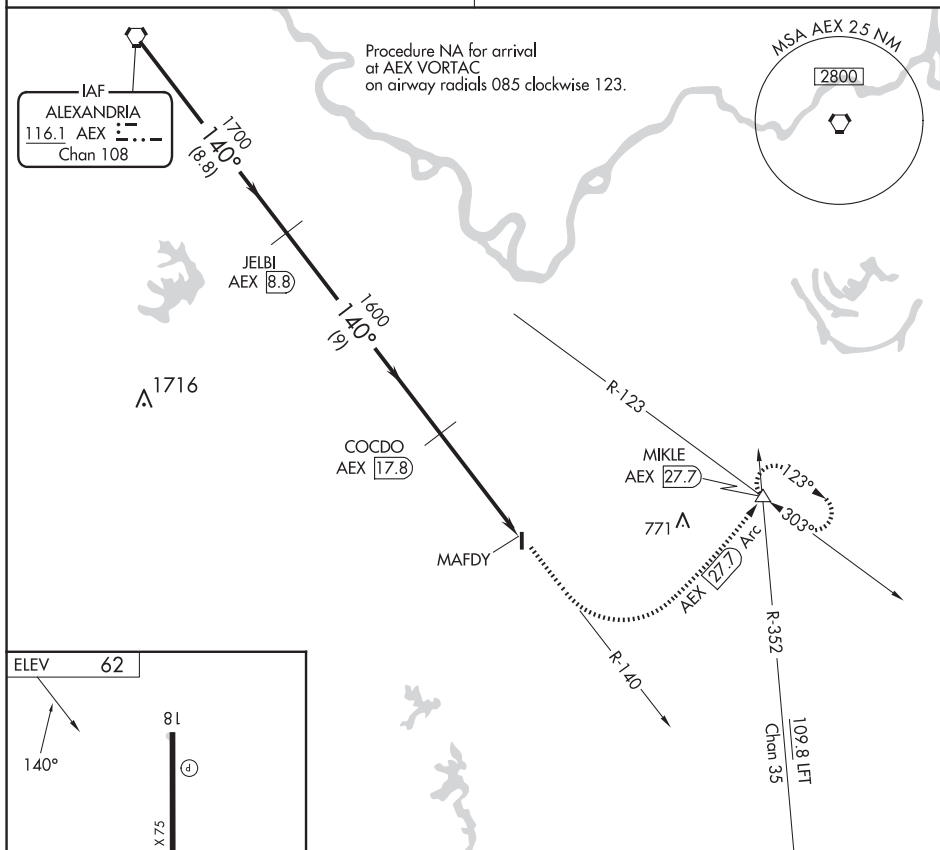 Procedure NA for arrival
at AEX VORTAC
on airway radials 085 clockwise 123.
MSA AEX 25 NM
2800
IAF
ALEXANDRIA
116.1 AEX
Chan 108
1700
140°
(8.8)
JELBI
AEX 8.8
1600
140°
(9)
1716
COCDO
AEX 17.8
R-123
MIKLE
AEX 27.7
123°
303°
771
MAFDY
AEX 27.7 Arc
R-140
R-352
109.8 LFT
Chan 35
ELEV 62
140°
18
P
X 75